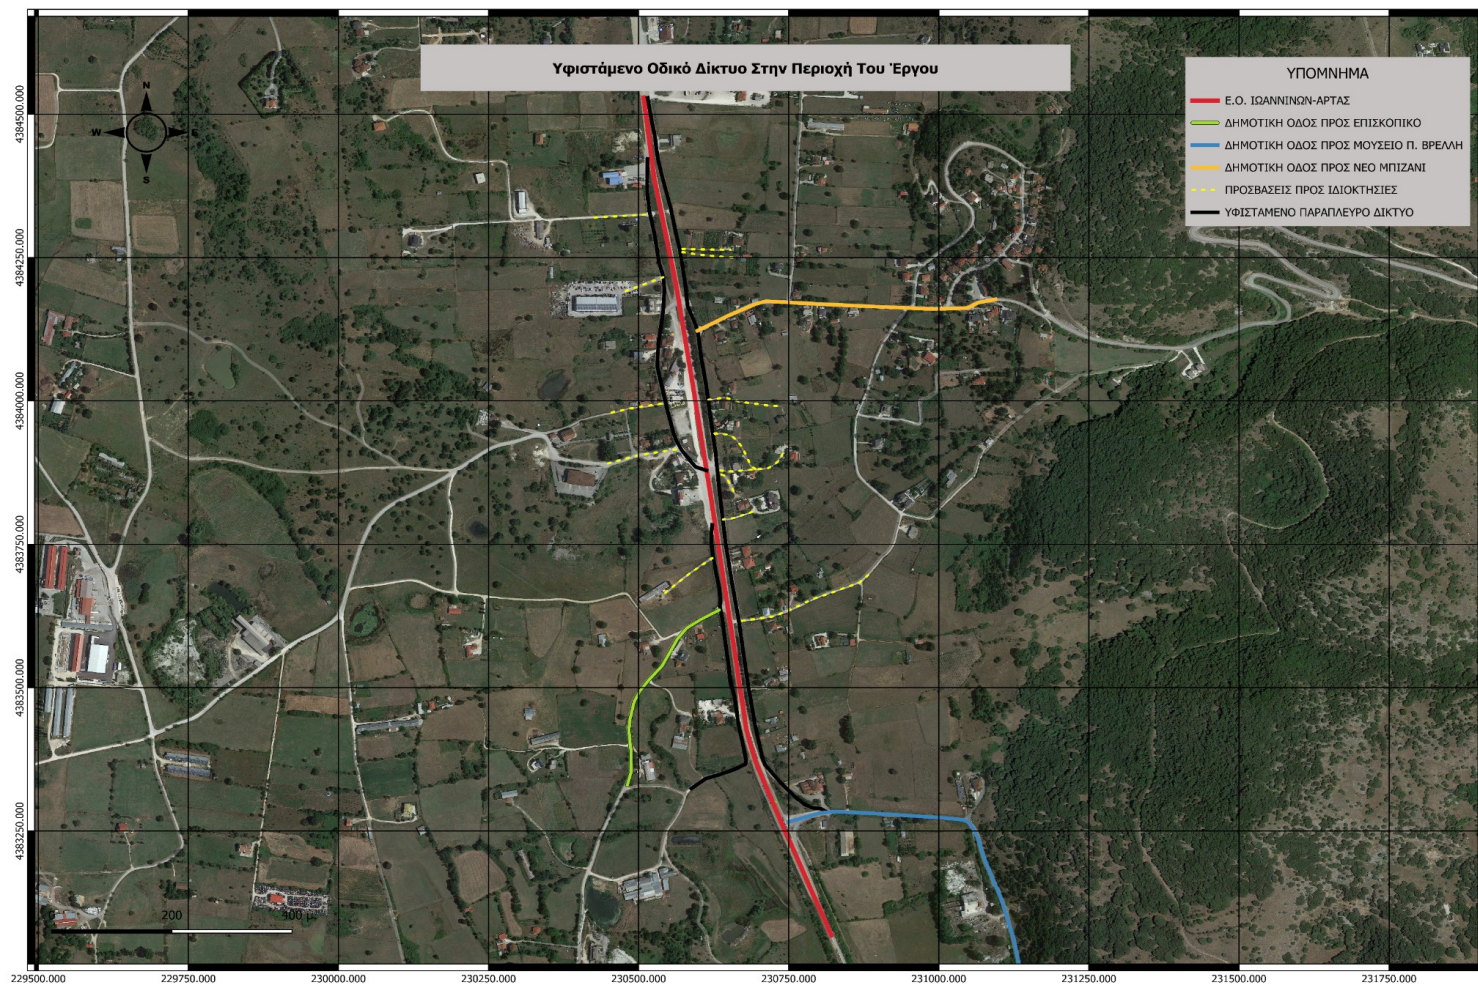 Υφιστάμενο Οδικό Δίκτυο Στην Περιοχή Του Έργου
ΥΠΟΜΝΗΜΑ
Ε.Ο. ΙΩΑΝΝΙΝΩΝ-ΑΡΤΑΣ
ΔΗΜΟΤΙΚΗ ΟΔΟΣ ΠΡΟΣ ΕΠΙΣΚΟΠΙΚΟ
ΔΗΜΟΤΙΚΗ ΟΔΟΣ ΠΡΟΣ ΜΟΥΣΕΙΟ Π. ΒΡΕΛΛΗ
ΔΗΜΟΤΙΚΗ ΟΔΟΣ ΠΡΟΣ ΝΕΟ ΜΠΙΖΑΝΙ
ΠΡΟΣΒΑΣΕΙΣ ΠΡΟΣ ΙΔΙΟΚΤΗΣΙΕΣ
ΥΦΙΣΤΑΜΕΝΟ ΠΑΡΑΠΛΕΥΡΟ ΔΙΚΤΥΟ
N
W E
S
4384500.000
4384250.000
4384000.000
4383750.000
4383500.000
4383250.000
0 200 400 μ
229500.000 229750.000 230000.000 230250.000 230500.000 230750.000 231000.000 231250.000 231500.000 231750.000